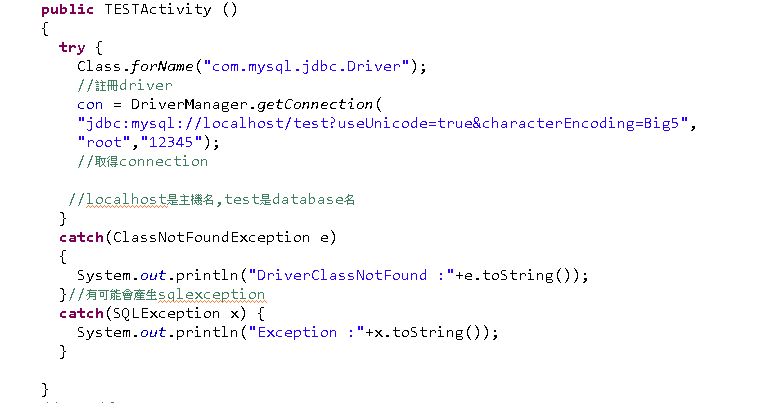 public TESTActivity ()
{
try {
Class.forName("com.mysql.jdbc.Driver");
//註冊driver
con = DriverManager.getConnection(
"jdbc:mysql://localhost/test?useUnicode=true&characterEncoding=Big5",
"root","12345");
//取得connection
//localhost是主機名,test是database名
}
catch(ClassNotFoundException e)
{
System.out.println("DriverClassNotFound :"+e.toString());
}//有可能會產生sqlexception
catch(SQLException x) {
System.out.println("Exception :"+x.toString());
}
}